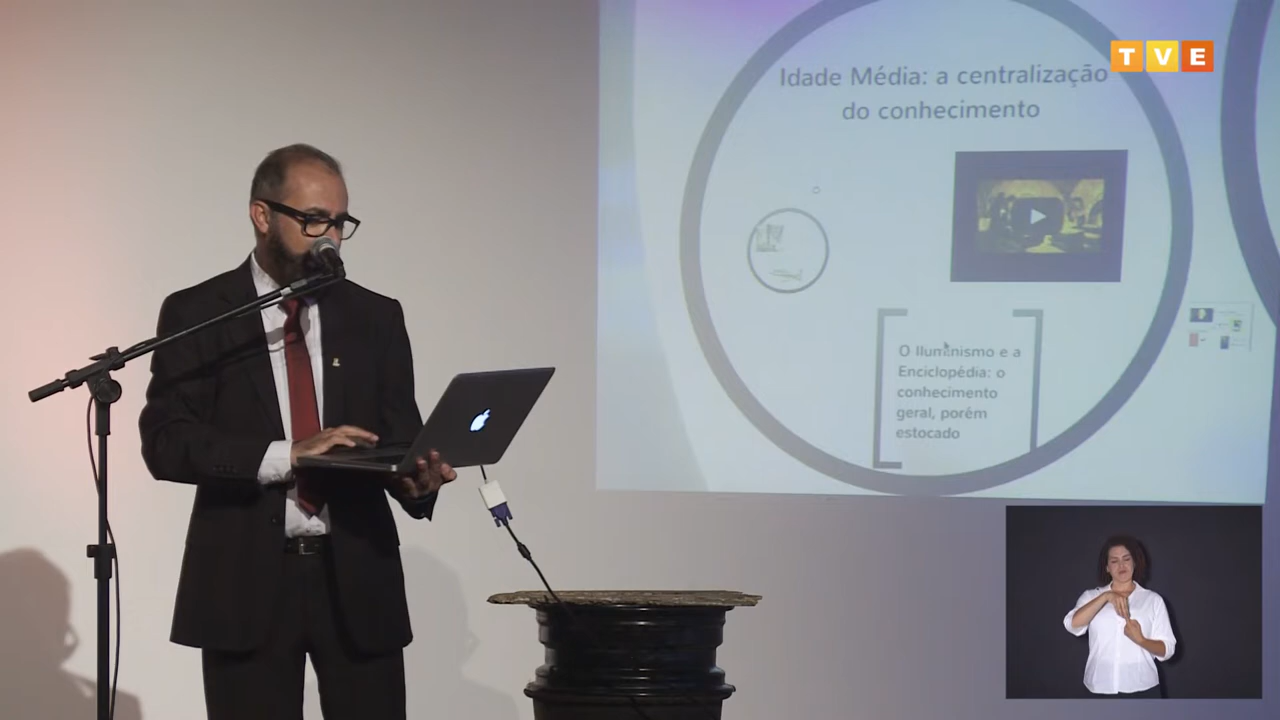 TVE
Idade Média: a centralização
do conhecimento
O Iluminismo e a
Enciclopédia: o
conhecimento
geral, porém
estocado